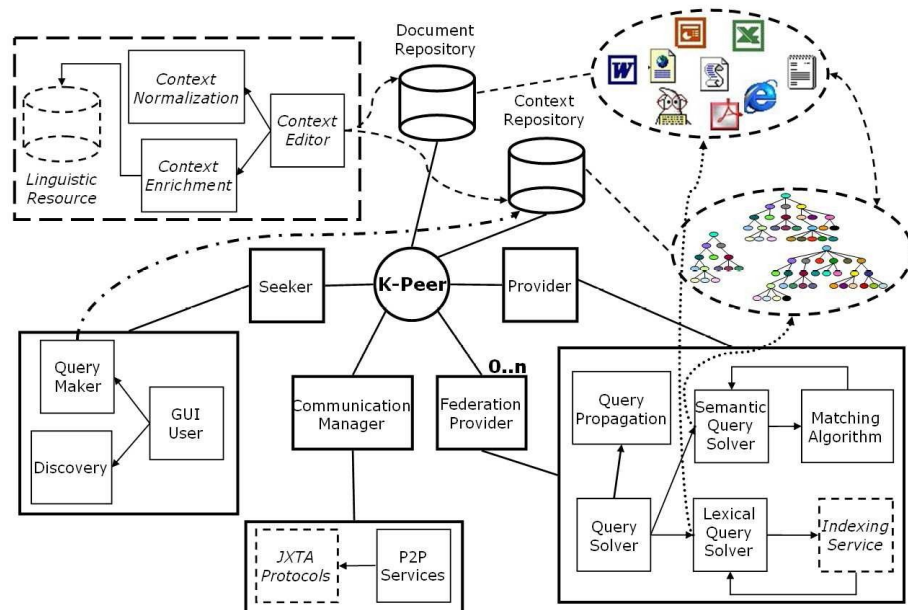 Document
Repository
Context
Repository
Context
Normalization
Context
Editor
Context
Enrichment
Linguistic
Resource
W
X
e
K-Peer
Seeker
Provider
0..n
Query
Maker
GUI
User
Discovery
Communication
Manager
Federation
Provider
Query
Propagation
Semantic
Query
Solver
Matching
Algorithm
Query
Solver
Lexical
Query
Solver
Indexing
Service
JXTA
Protocols
P2P
Services